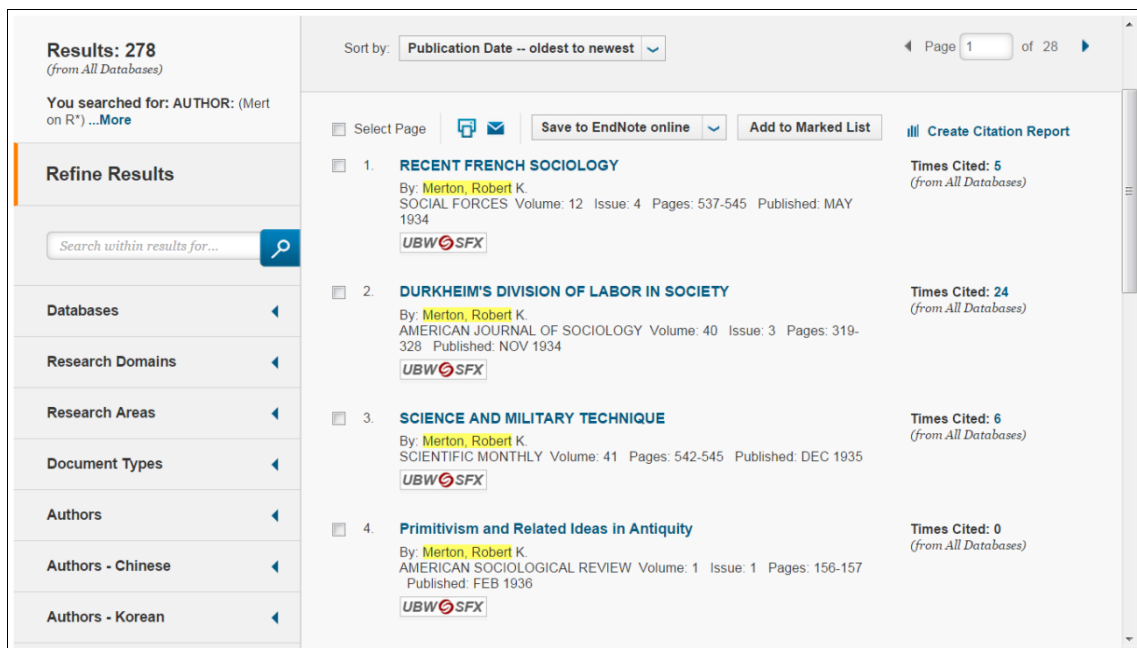 Results: 278
(from All Databases)
You searched for: AUTHOR: (Mert
on R*) ...More
Refine Results
Search within results for...
Databases
Research Domains
Research Areas
Document Types
Authors
Authors - Chinese
Authors - Korean
Sort by: Publication Date -- oldest to newest
Page 1 of 28
Select Page
Save to EndNote online
Add to Marked List
Create Citation Report
1. RECENT FRENCH SOCIOLOGY
By: Merton, Robert K.
SOCIAL FORCES Volume: 12 Issue: 4 Pages: 537-545 Published: MAY
1934
UBW SFX
Times Cited: 5
(from All Databases)
2. DURKHEIM'S DIVISION OF LABOR IN SOCIETY
By: Merton, Robert K.
AMERICAN JOURNAL OF SOCIOLOGY Volume: 40 Issue: 3 Pages: 319-
328 Published: NOV 1934
UBW SFX
Times Cited: 24
(from All Databases)
3. SCIENCE AND MILITARY TECHNIQUE
By: Merton, Robert K.
SCIENTIFIC MONTHLY Volume: 41 Pages: 542-545 Published: DEC 1935
UBW SFX
Times Cited: 6
(from All Databases)
4. Primitivism and Related Ideas in Antiquity
By: Merton, Robert K.
AMERICAN SOCIOLOGICAL REVIEW Volume: 1 Issue: 1 Pages: 156-157
Published: FEB 1936
UBW SFX
Times Cited: 0
(from All Databases)